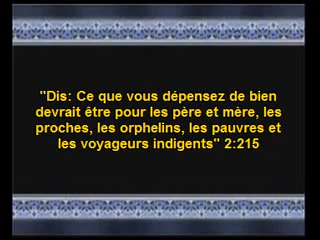 "Dis: Ce que vous dépensez de bien
devrait être pour les père et mère, les
proches, les orphelins, les pauvres et
les voyageurs indigents" 2:215